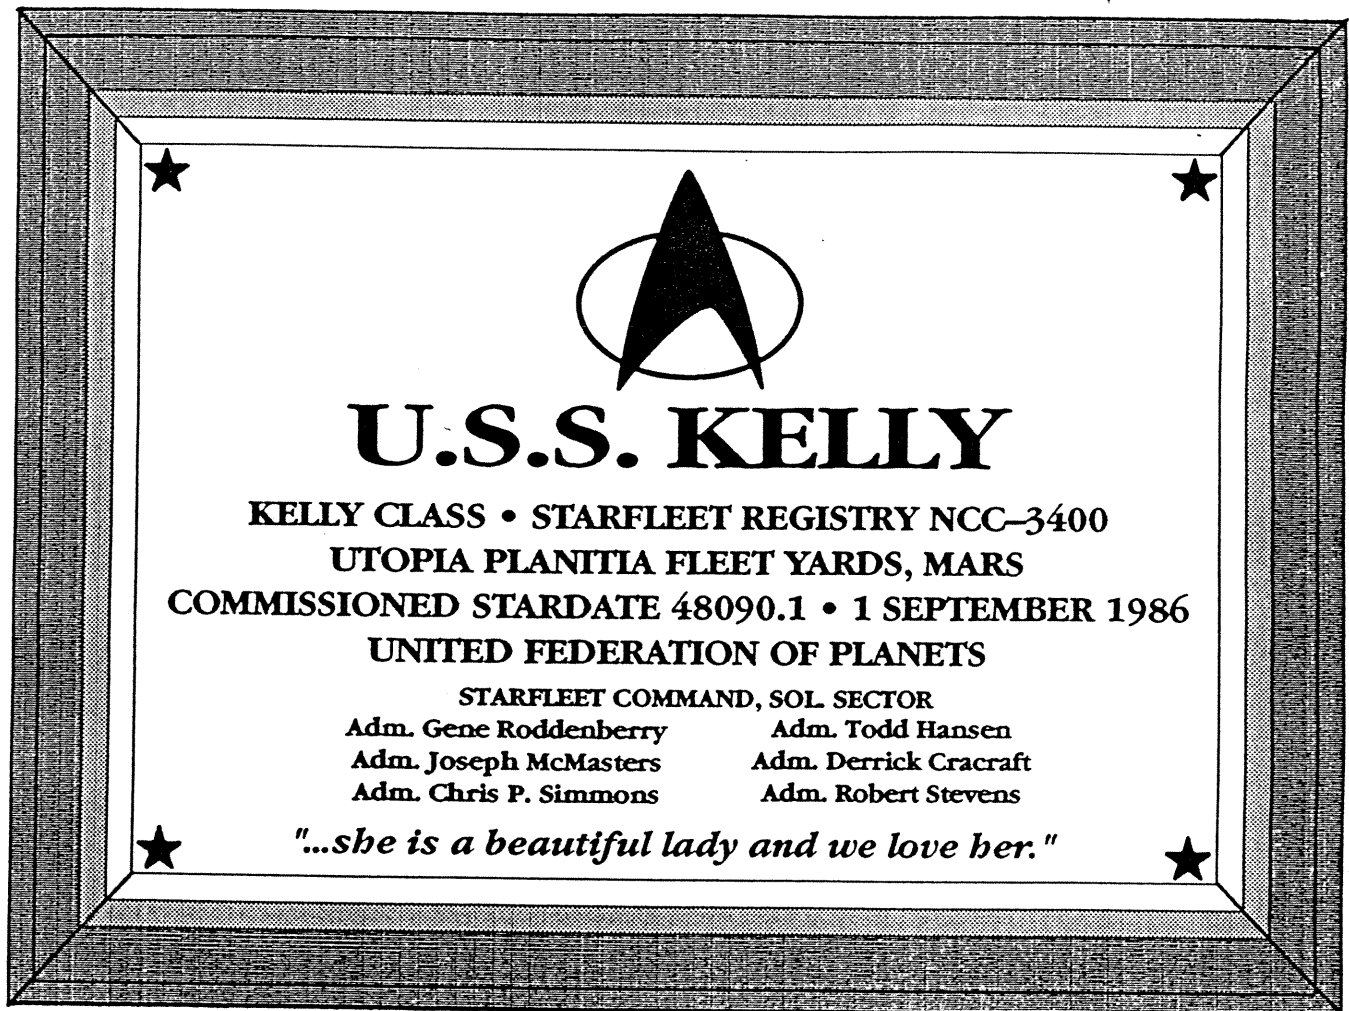 U.S.S. KELLY
KELLY CLASS • STARFLEET REGISTRY NCC–3400
UTOPIA PLANITIA FLEET YARDS, MARS
COMMISSIONED STARDATE 48090.1 • 1 SEPTEMBER 1986
UNITED FEDERATION OF PLANETS
STARFLEET COMMAND, SOL SECTOR
Adm. Gene Roddenberry Adm. Todd Hansen
Adm. Joseph McMasters Adm. Derrick Cracraft
Adm. Chris P. Simmons Adm. Robert Stevens
"...she is a beautiful lady and we love her."